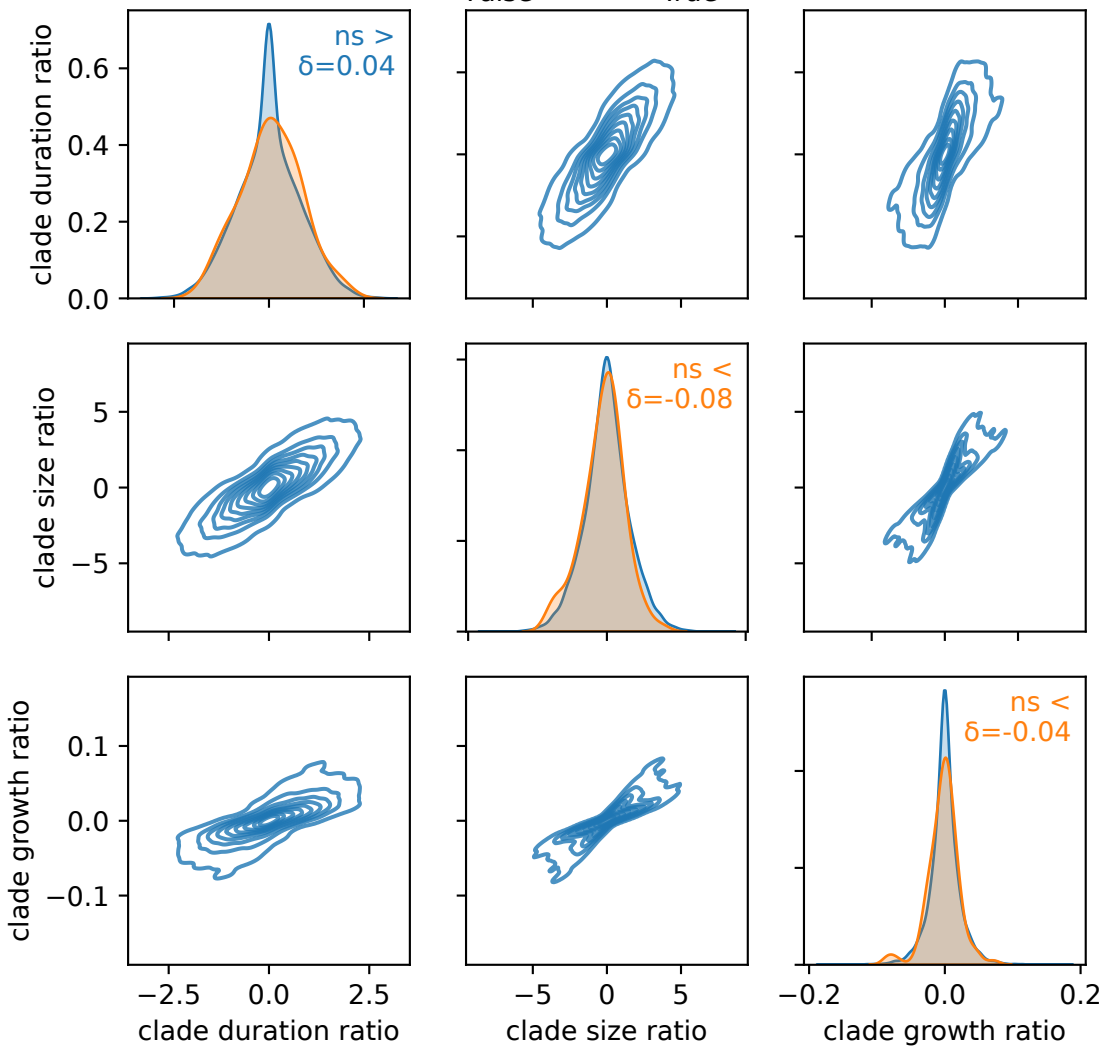 ns >
δ=0.04
clade duration ratio
0.6
0.4
0.2
0.0
−5
0
5
ns <
δ=-0.08
clade size ratio
5
0
−5
ns <
δ=-0.04
clade growth ratio
0.1
0.0
−0.1
−2.5
0.0
2.5
−0.2
0.0
0.2
clade duration ratio
clade size ratio
clade growth ratio